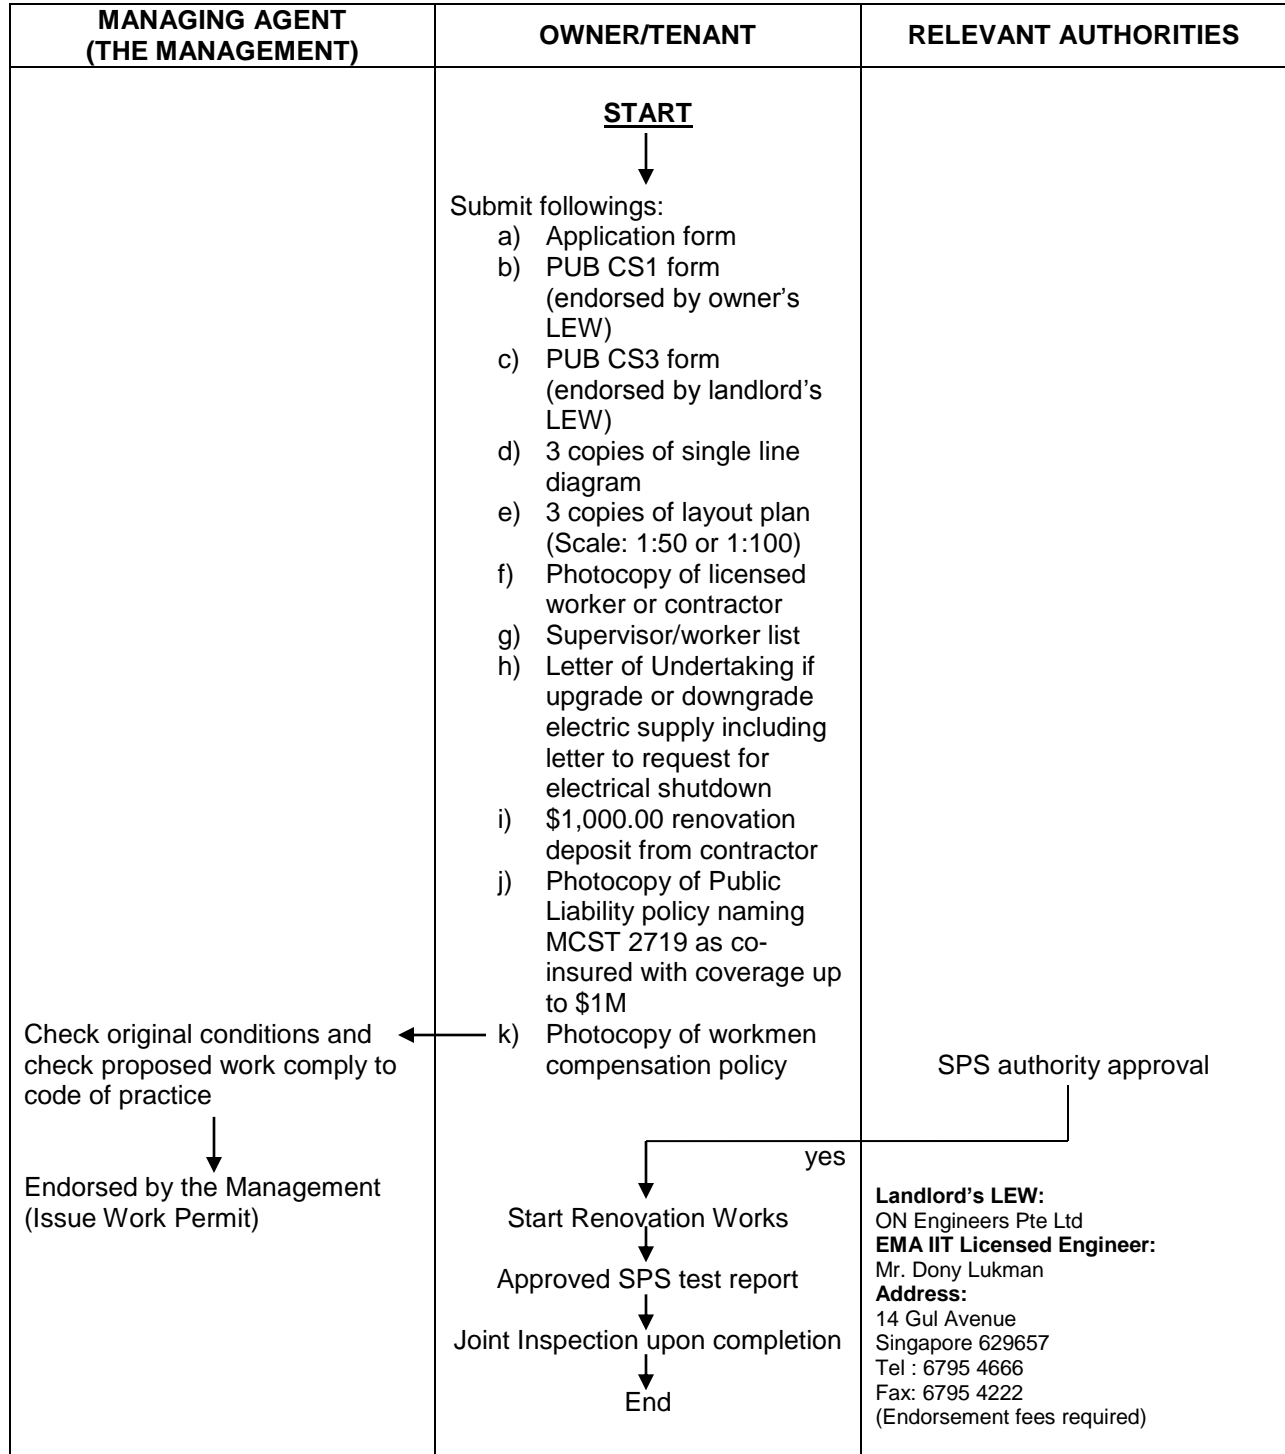 MANAGING AGENT
(THE MANAGEMENT)
OWNER/TENANT
RELEVANT AUTHORITIES
START
Submit followings:
a) Application form
b) PUB CS1 form
(endorsed by owner’s
LEW)
c) PUB CS3 form
(endorsed by landlord’s
LEW)
d) 3 copies of single line
diagram
e) 3 copies of layout plan
(Scale: 1:50 or 1:100)
f) Photocopy of licensed
worker or contractor
g) Supervisor/worker list
h) Letter of Undertaking if
upgrade or downgrade
electric supply including
letter to request for
electrical shutdown
i) $1,000.00 renovation
deposit from contractor
j) Photocopy of Public
Liability policy naming
MCST 2719 as co-
insured with coverage up
to $1M
k) Photocopy of workmen
compensation policy
Check original conditions and
check proposed work comply to
code of practice
Endorsed by the Management
(Issue Work Permit)
SPS authority approval
yes
Start Renovation Works
Approved SPS test report
Joint Inspection upon completion
End
Landlord’s LEW:
ON Engineers Pte Ltd
EMA IIT Licensed Engineer:
Mr. Dony Lukman
Address:
14 Gul Avenue
Singapore 629657
Tel : 6795 4666
Fax: 6795 4222
(Endorsement fees required)